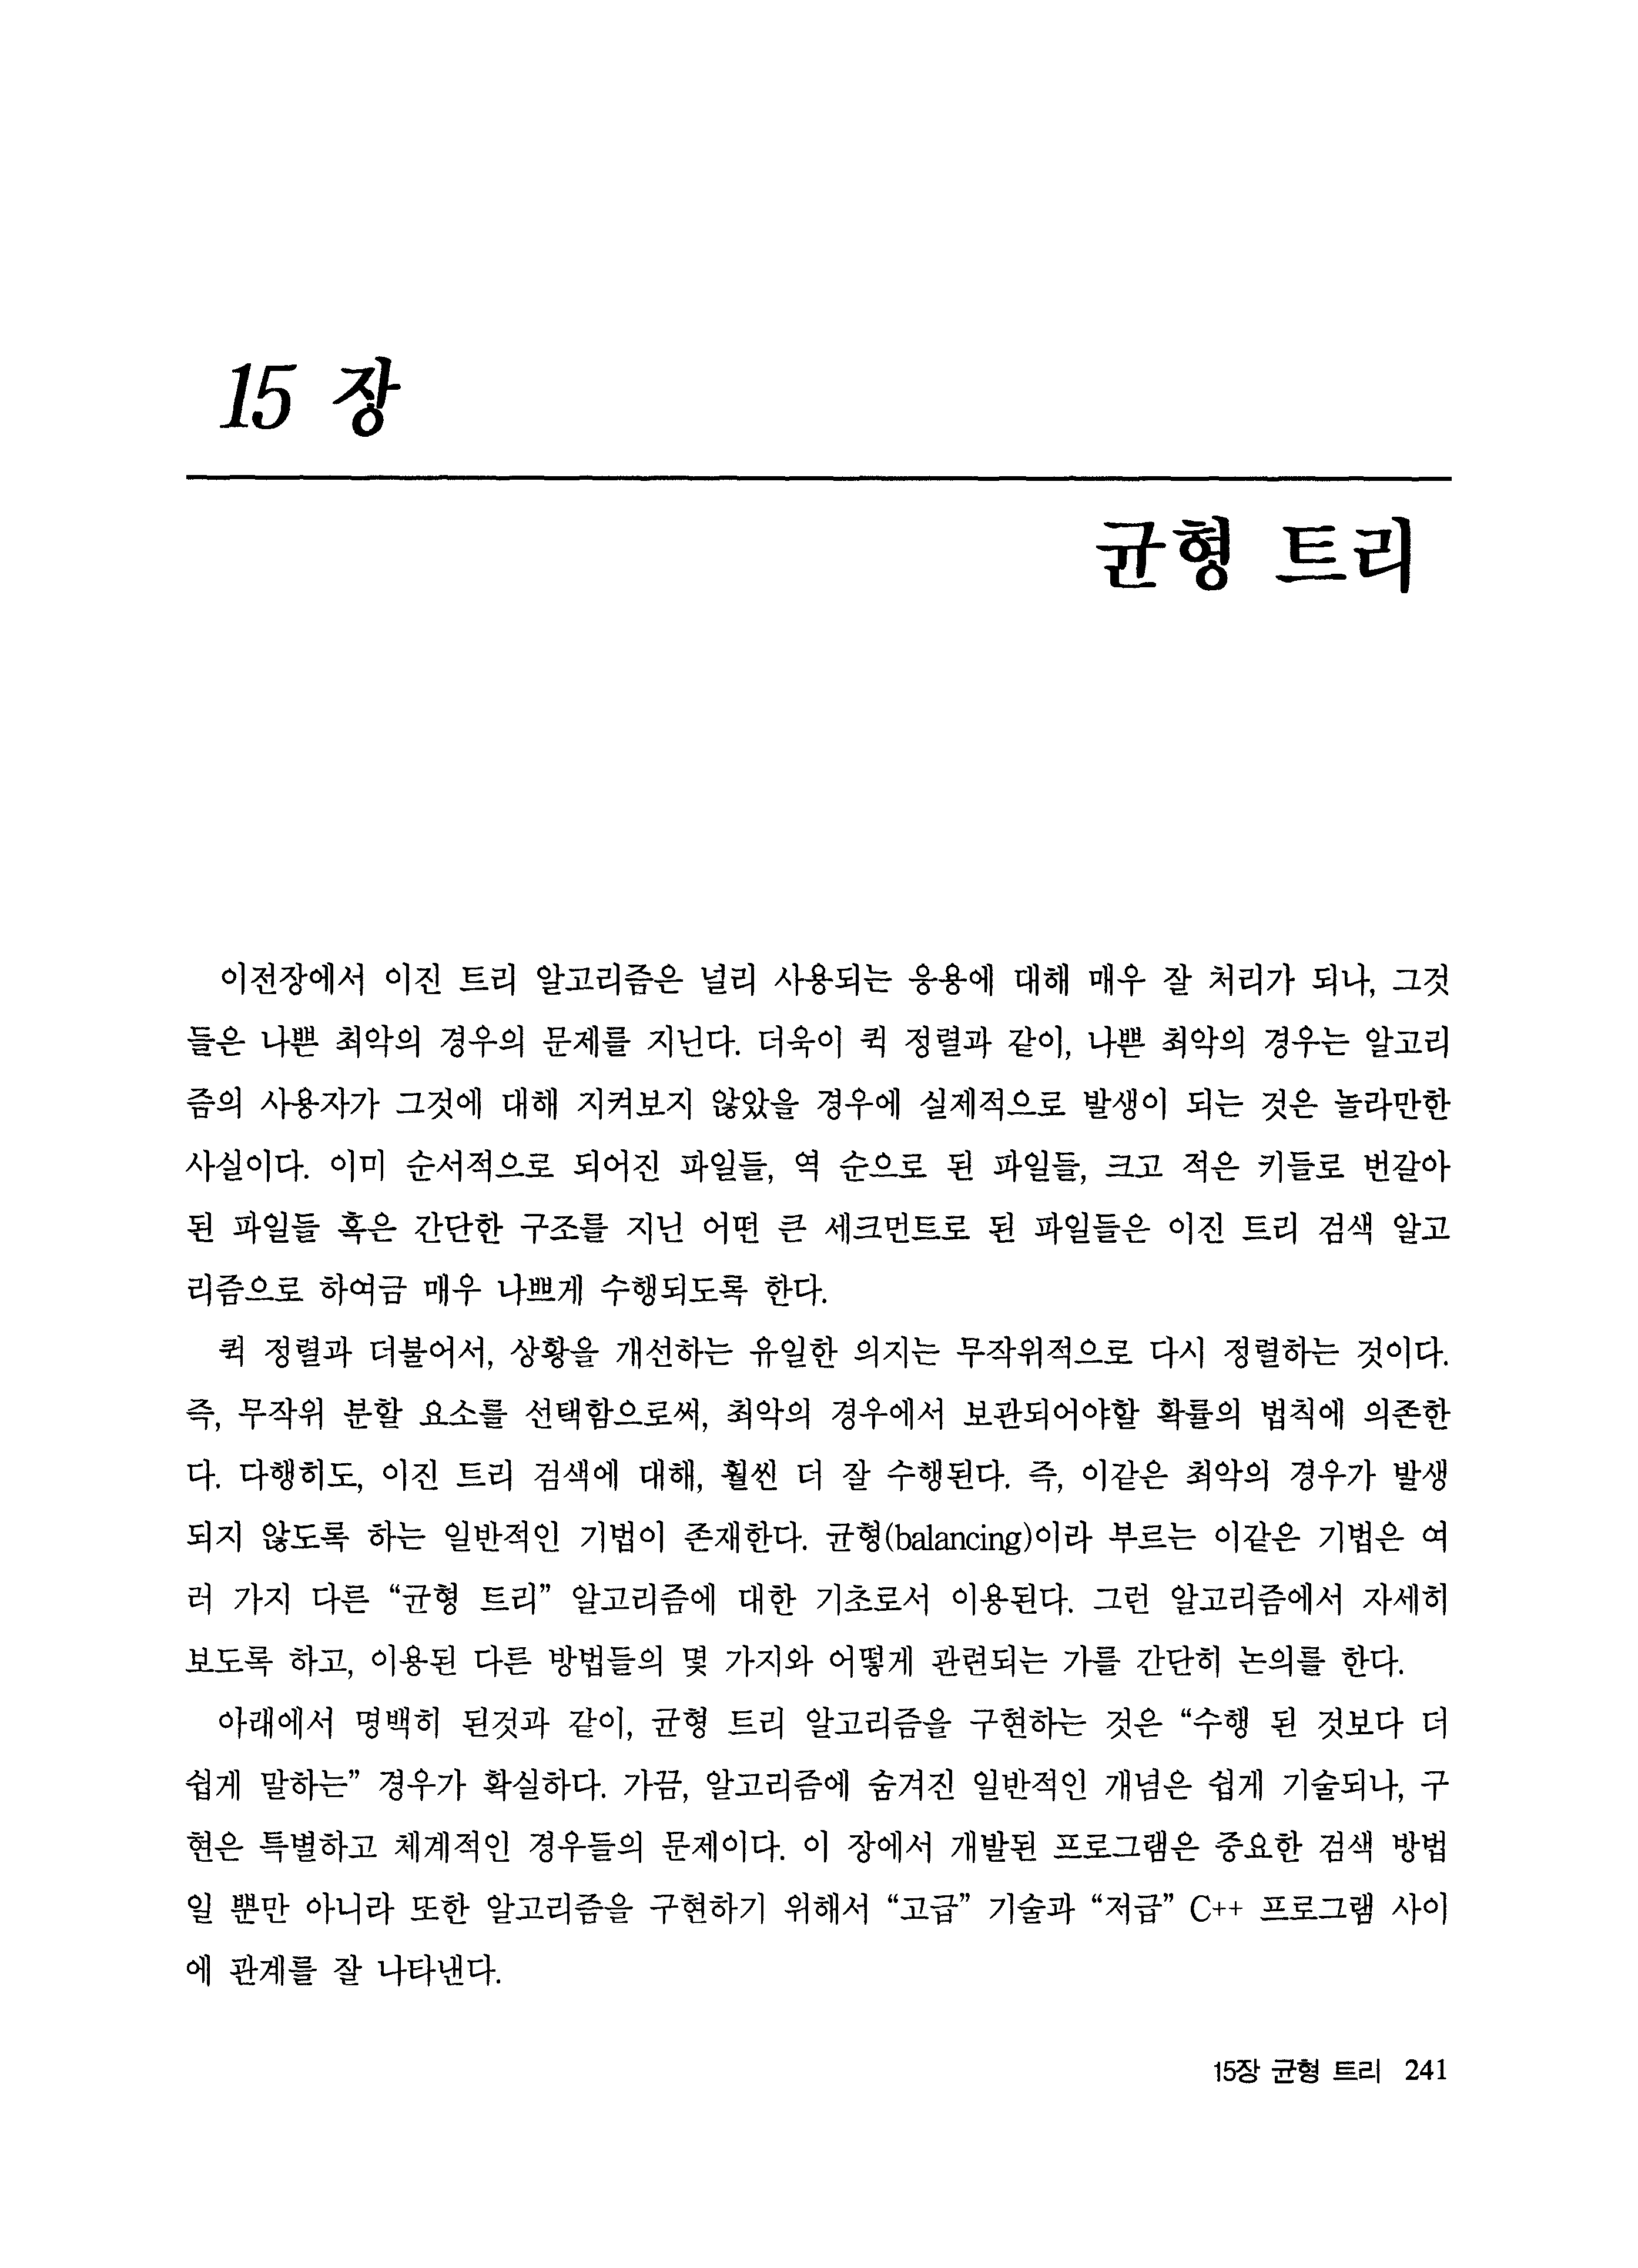 15 장
균형 트리
이전장에서 이진 트리 알고리즘은 널리 사용되는 응용에 대해 매우 잘 처리가 되나, 그것
들은 나쁜 최악의 경우의 문제를 지닌다. 더욱이 퀵 정렬과 같이, 나쁜 최악의 경우는 알고리
즘의 사용자가 그것에 대해 지켜보지 않았을 경우에 실제적으로 발생이 되는 것은 놀라만한
사실이다. 이미 순서적으로 되어진 파일들, 역 순으로 된 파일들, 크고 적은 키들로 번갈아
된 파일들 혹은 간단한 구조를 지닌 어떤 큰 세크먼트로 된 파일들은 이진 트리 검색 알고
리즘으로 하여금 매우 나쁘게 수행되도록 한다.
퀵 정렬과 더불어서, 상황을 개선하는 유일한 의지는 무작위적으로 다시 정렬하는 것이다.
즉, 무작위 분할 요소를 선택함으로써, 최악의 경우에서 보관되어야할 확률의 법칙에 의존한
다. 다행히도, 이진 트리 검색에 대해, 훨씬 더 잘 수행된다. 즉, 이같은 최악의 경우가 발생
되지 않도록 하는 일반적인 기법이 존재한다. 균형(balancing)이라 부르는 이같은 기법은 여
러 가지 다른 “균형 트리” 알고리즘에 대한 기초로서 이용된다. 그런 알고리즘에서 자세히
보도록 하고, 이용된 다른 방법들의 몇 가지와 어떻게 관련되는 가를 간단히 논의를 한다.
아래에서 명백히 된것과 같이, 균형 트리 알고리즘을 구현하는 것은 “수행 된 것보다 더
쉽게 말하는” 경우가 확실하다. 가끔, 알고리즘에 숨겨진 일반적인 개념은 쉽게 기술되나, 구
현은 특별하고 체계적인 경우들의 문제이다. 이 장에서 개발된 프로그램은 중요한 검색 방법
일 뿐만 아니라 또한 알고리즘을 구현하기 위해서 “고급” 기술과 “저급” C++ 프로그램 사이
에 관계를 잘 나타낸다.
15장 균형 트리 241